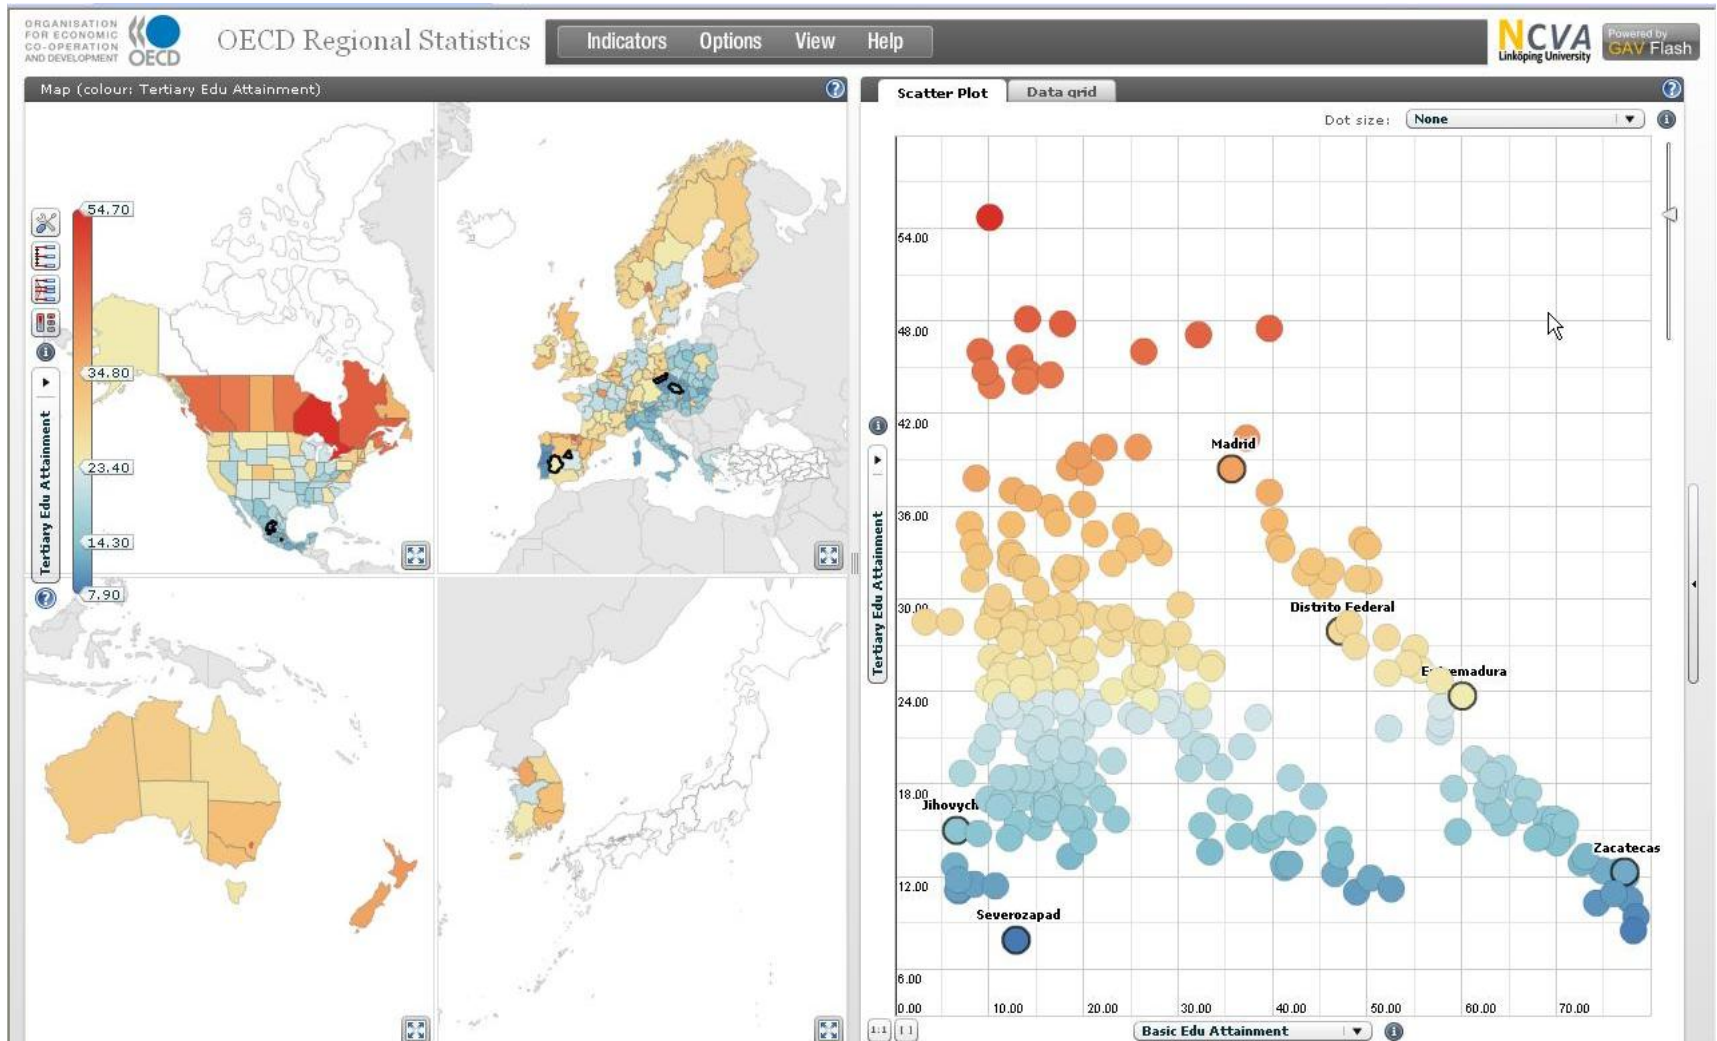 ORGANISATION
FOR ECONOMIC
CO-OPERATION
AND DEVELOPMENT
OECD
OECD Regional Statistics
Indicators Options View Help
NCVA
Linköping University
Powered by
GAV Flash
Map (colour: Tertiary Edu Attainment)
?
54.70
34.80
23.40
14.30
7.90
i
Tertiary Edu Attainment
?
Scatter Plot Data grid
?
Dot size: None
i
54.00
48.00
42.00
36.00
30.00
24.00
18.00
12.00
6.00
i
Tertiary Edu Attainment
Madrid
Distrito Federal
Extremadura
Jihovych
Zacatecas
Severozapad
0.00 10.00 20.00 30.00 40.00 50.00 60.00 70.00
1:1 [ ]
Basic Edu Attainment
i